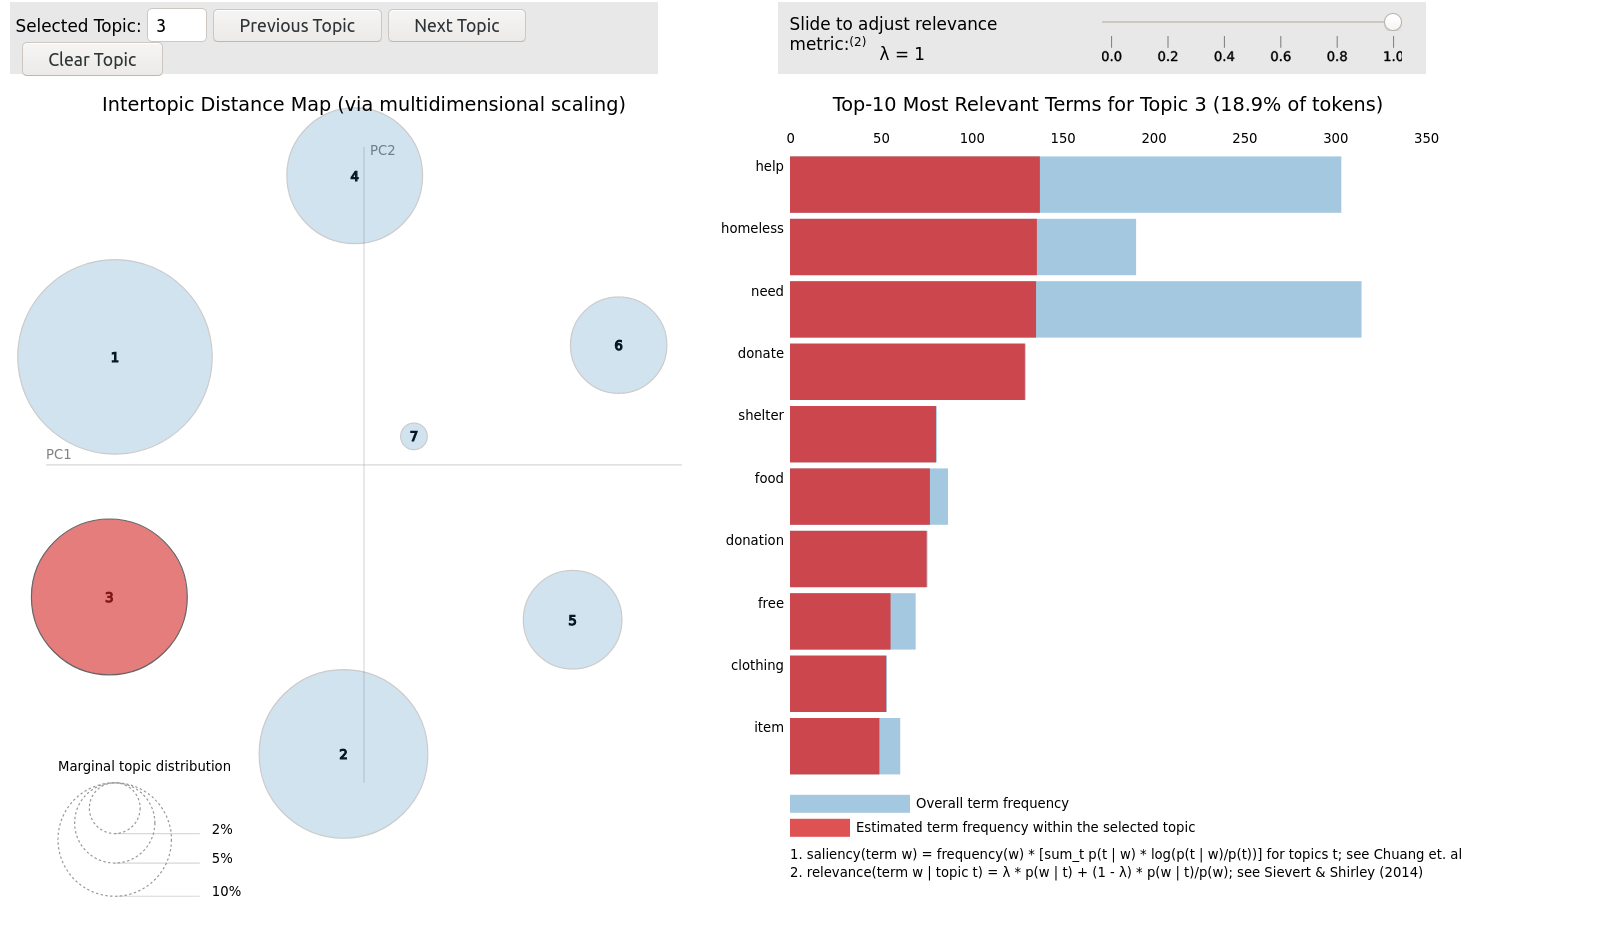 Selected Topic: 3 Previous Topic Next Topic
Clear Topic
Slide to adjust relevance
metric:(2)
λ = 1
0.0 0.2 0.4 0.6 0.8 1.0
Intertopic Distance Map (via multidimensional scaling)
PC2
4
1
6
7
PC1
3
5
2
Marginal topic distribution
2%
5%
10%
Top-10 Most Relevant Terms for Topic 3 (18.9% of tokens)
0 50 100 150 200 250 300 350
help
homeless
need
donate
shelter
food
donation
free
clothing
item
Overall term frequency
Estimated term frequency within the selected topic
1. saliency(term w) = frequency(w) * [sum_t p(t | w) * log(p(t | w)/p(t))] for topics t; see Chuang et. al
2. relevance(term w | topic t) = λ * p(w | t) + (1 - λ) * p(w | t)/p(w); see Sievert & Shirley (2014)